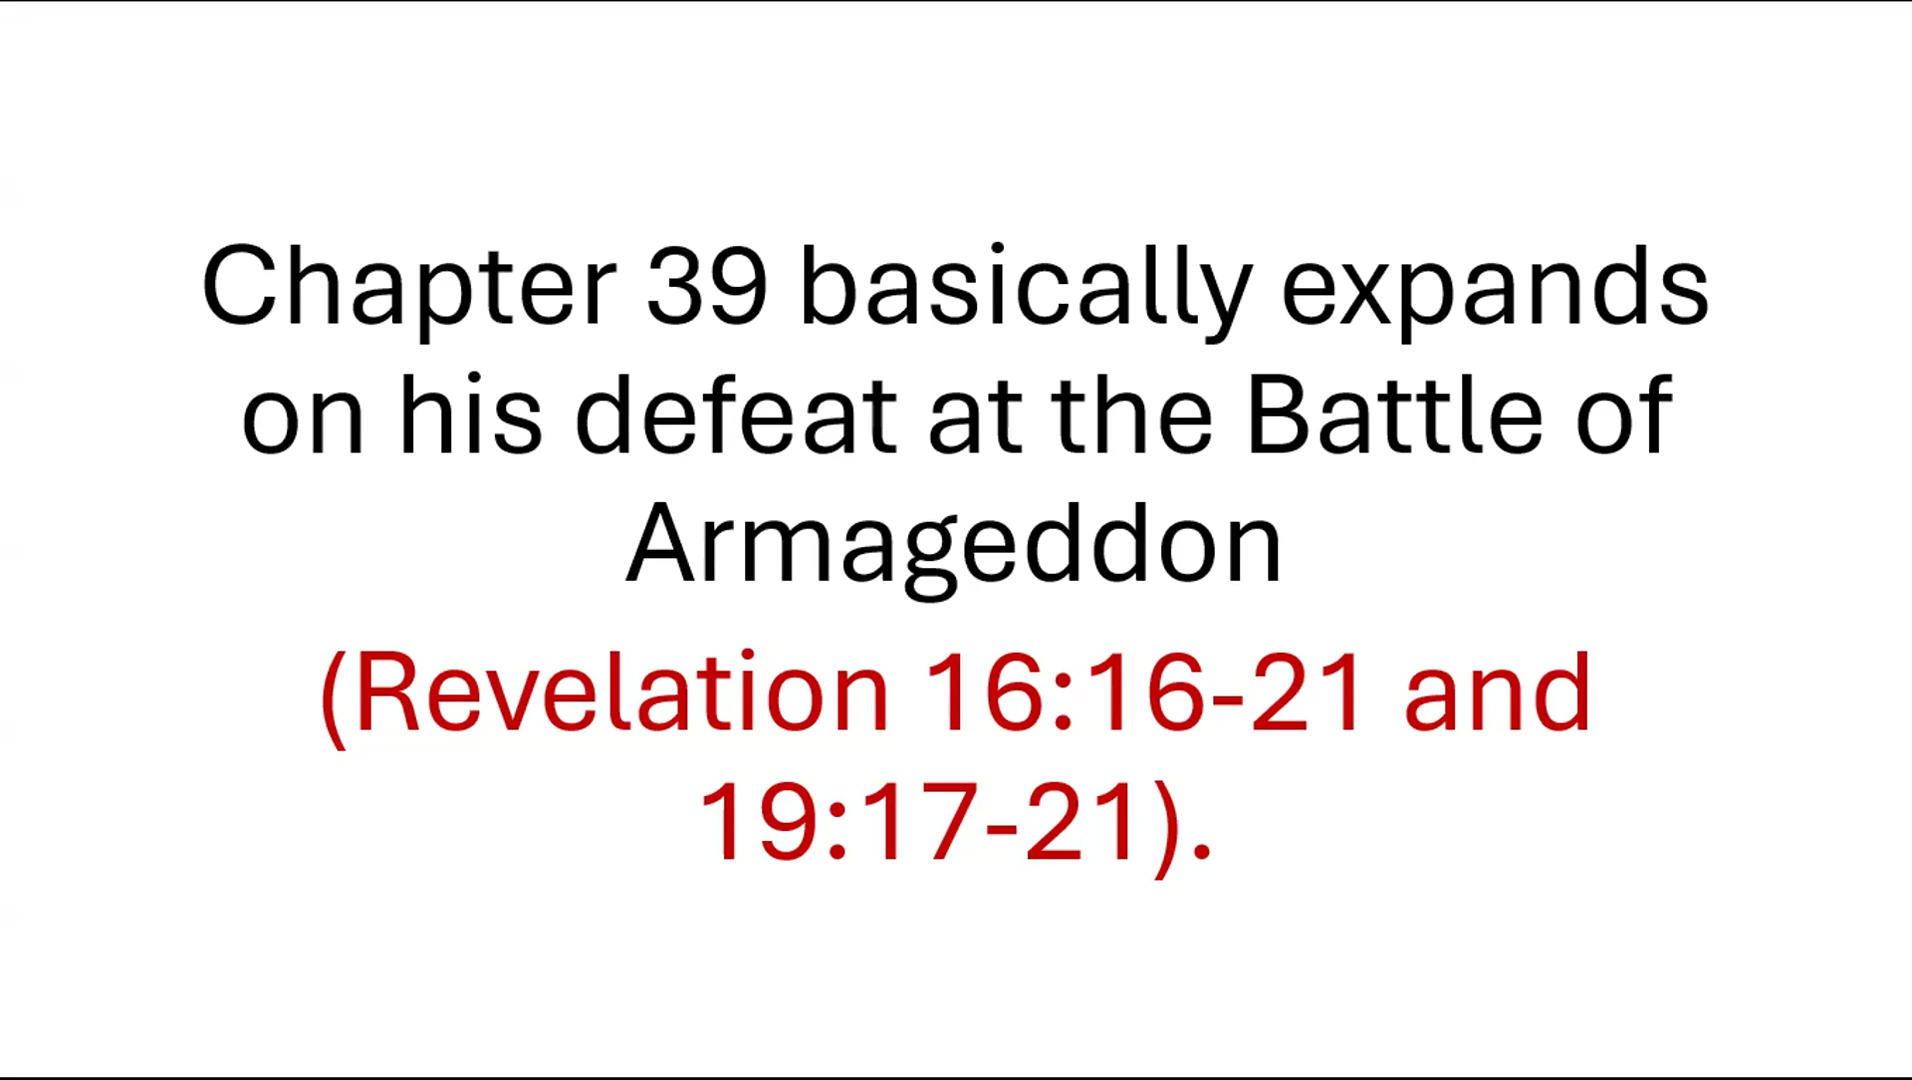 Chapter 39 basically expands
on his defeat at the Battle of
Armageddon
(Revelation 16:16-21 and
19:17-21).